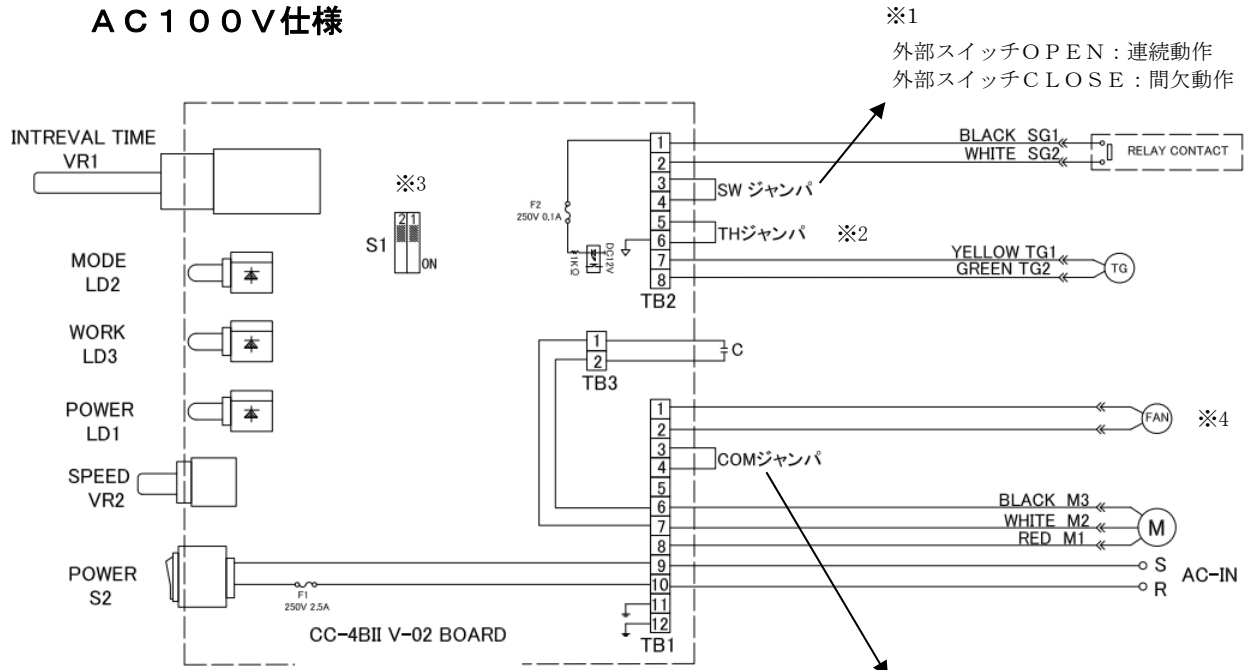 AC100V仕様
※1
外部スイッチOPEN：連続動作
外部スイッチCLOSE：間欠動作
INTREVAL TIME
VR1
※3
2 1
S1
ON
MODE
LD2
WORK
LD3
POWER
LD1
SPEED
VR2
POWER
S2
F1
250V 2.5A
CC-4BII V-02 BOARD
F2
250V 0.1A
1KΩ
DC12V
1
2
3
4
5
6
7
8
TB2
BLACK SG1
WHITE SG2
RELAY CONTACT
SW ジャンパ
THジャンパ ※2
YELLOW TG1
GREEN TG2
TG
1
2
TB3
C
1
2
3
4
5
6
7
8
9
10
11
12
TB1
FAN ※4
COMジャンパ
BLACK M3
WHITE M2
RED M1
M
S
R
AC-IN